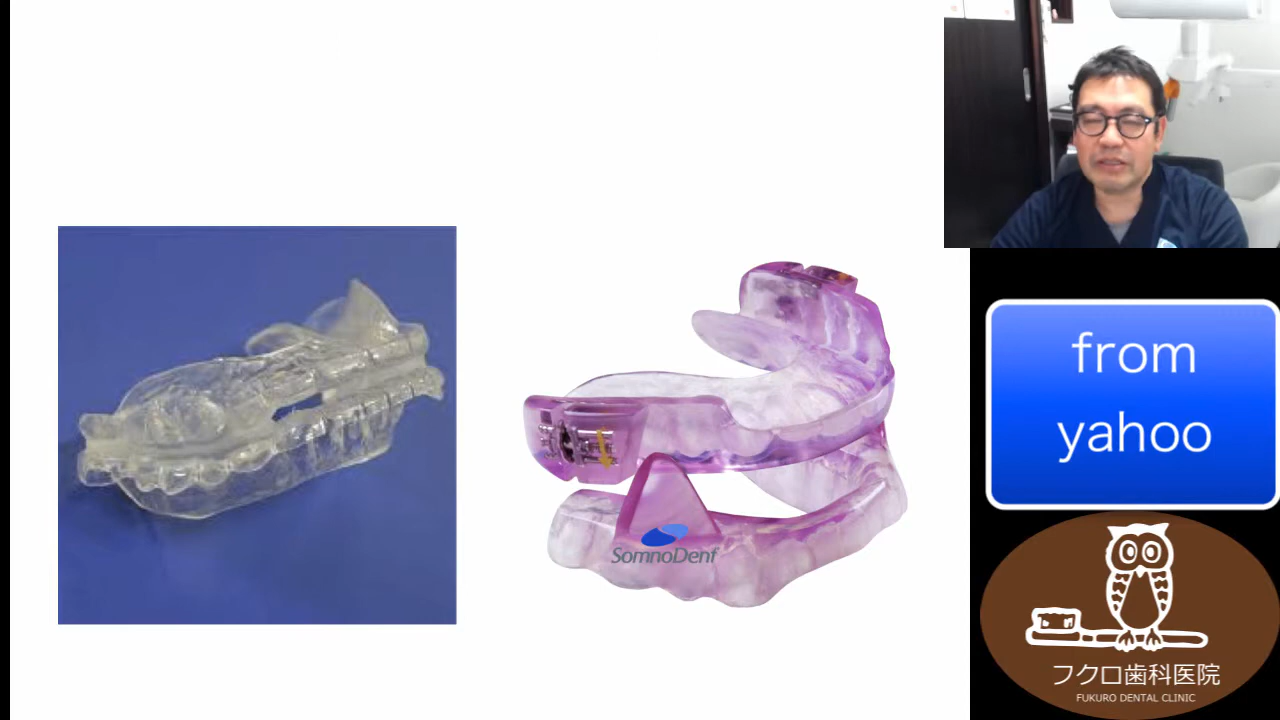 from
yahoo
SomnoDent
フクロ歯科医院
FUKURO DENTAL CLINIC